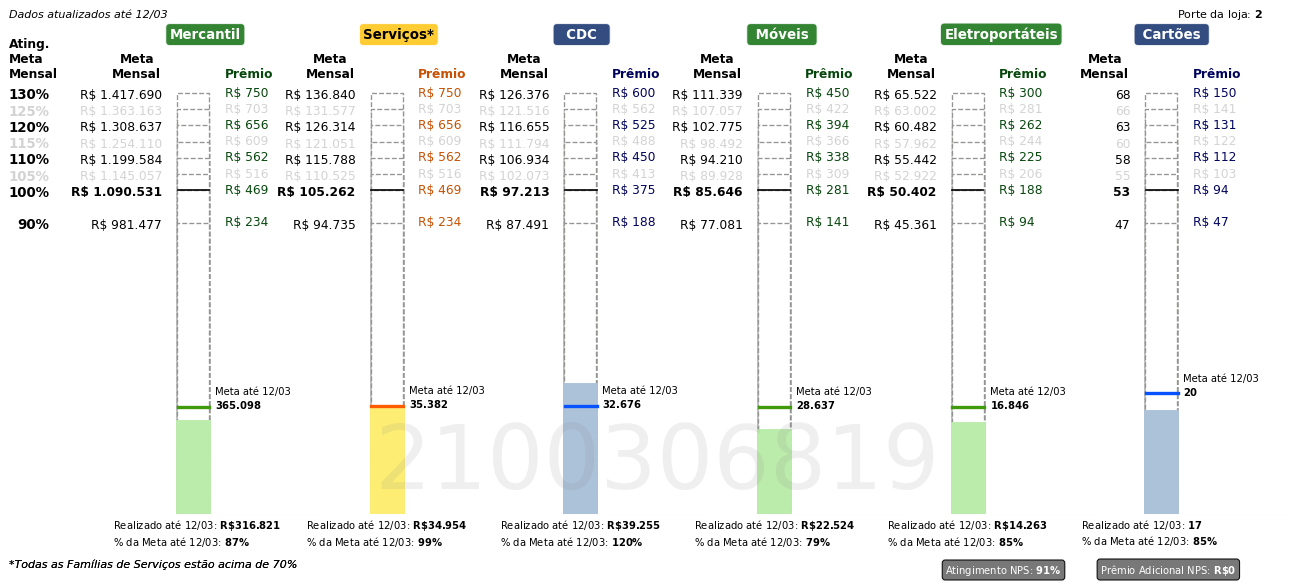 Dados atualizados até 12/03 Porte da loja: 2
Mercantil Serviços* CDC Móveis Eletroportáteis Cartões
Ating.
Meta Meta Meta Meta Meta Meta Meta
Mensal Mensal Prêmio Mensal Prêmio Mensal Prêmio Mensal Prêmio Mensal Prêmio Mensal Prêmio
130% R$ 1.417.690 R$ 750 R$ 136.840 R$ 750 R$ 126.376 R$ 600 R$ 111.339 R$ 450 R$ 65.522 R$ 300 68 R$ 150
125% R$ 1.363.163 R$ 703 R$ 131.577 R$ 703 R$ 121.516 R$ 562 R$ 107.057 R$ 422 R$ 63.002 R$ 281 66 R$ 141
120% R$ 1.308.637 R$ 656 R$ 126.314 R$ 656 R$ 116.655 R$ 525 R$ 102.775 R$ 394 R$ 60.482 R$ 262 63 R$ 131
115% R$ 1.254.110 R$ 609 R$ 121.051 R$ 609 R$ 111.794 R$ 488 R$ 98.492 R$ 366 R$ 57.962 R$ 244 60 R$ 122
110% R$ 1.199.584 R$ 562 R$ 115.788 R$ 562 R$ 106.934 R$ 450 R$ 94.210 R$ 338 R$ 55.442 R$ 225 58 R$ 112
105% R$ 1.145.057 R$ 516 R$ 110.525 R$ 516 R$ 102.073 R$ 413 R$ 89.928 R$ 309 R$ 52.922 R$ 206 55 R$ 103
100% R$ 1.090.531 R$ 469 R$ 105.262 R$ 469 R$ 97.213 R$ 375 R$ 85.646 R$ 281 R$ 50.402 R$ 188 53 R$ 94
90% R$ 981.477 R$ 234 R$ 94.735 R$ 234 R$ 87.491 R$ 188 R$ 77.081 R$ 141 R$ 45.361 R$ 94 47 R$ 47
Meta até 12/03 Meta até 12/03 Meta até 12/03 Meta até 12/03 Meta até 12/03 Meta até 12/03
365.098 35.382 32.676 28.637 16.846 20
2100306819
Realizado até 12/03: R$316.821 Realizado até 12/03: R$34.954 Realizado até 12/03: R$39.255 Realizado até 12/03: R$22.524 Realizado até 12/03: R$14.263 Realizado até 12/03: 17
% da Meta até 12/03: 87% % da Meta até 12/03: 99% % da Meta até 12/03: 120% % da Meta até 12/03: 79% % da Meta até 12/03: 85% % da Meta até 12/03: 85%
*Todas as Famílias de Serviços estão acima de 70% Atingimento NPS: 91% Prêmio Adicional NPS: R$0